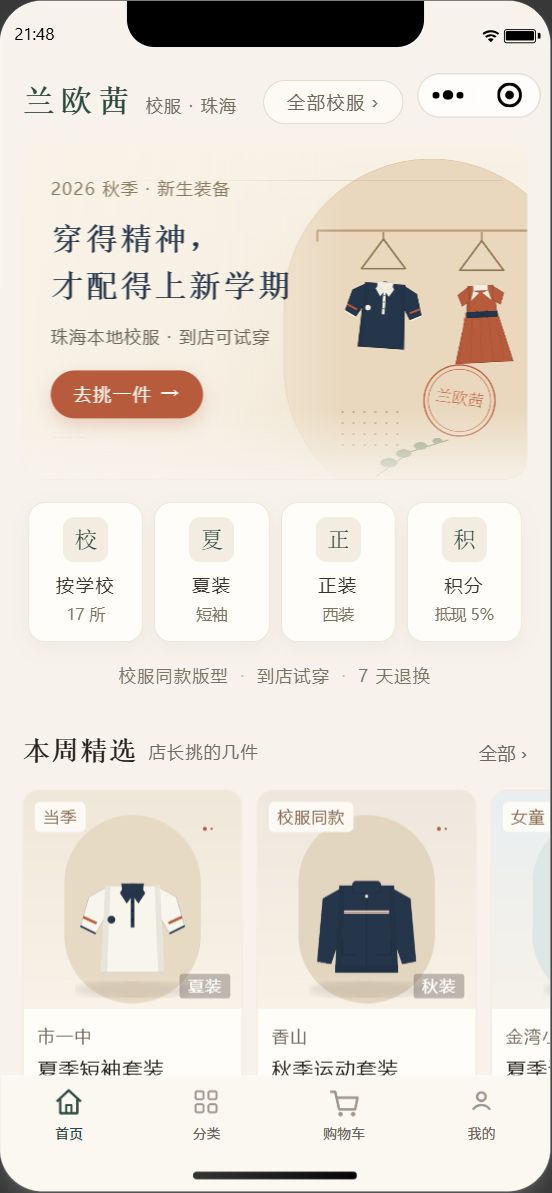 21:48
兰欧茜 校服 · 珠海 全部校服 ›
2026 秋季 · 新生装备
穿得精神，
才配得上新学期
珠海本地校服 · 到店可试穿
去挑一件 →
兰欧茜
校 夏 正 积
按学校 夏装 正装 积分
17 所 短袖 西装 抵现 5%
校服同款版型 · 到店试穿 · 7 天退换
本周精选 店长挑的几件 全部 ›
当季 校服同款 女童
夏装 秋装
市一中 香山 金湾小
夏季短袖套装 秋季运动套装 夏季
首页 分类 购物车 我的